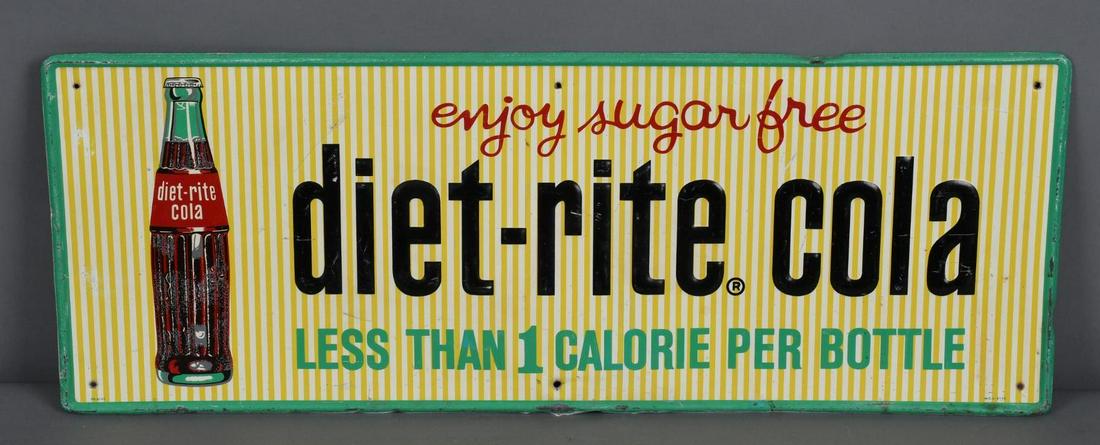 enjoy sugar free
diet-rite
cola
diet-rite® cola
LESS THAN 1 CALORIE PER BOTTLE